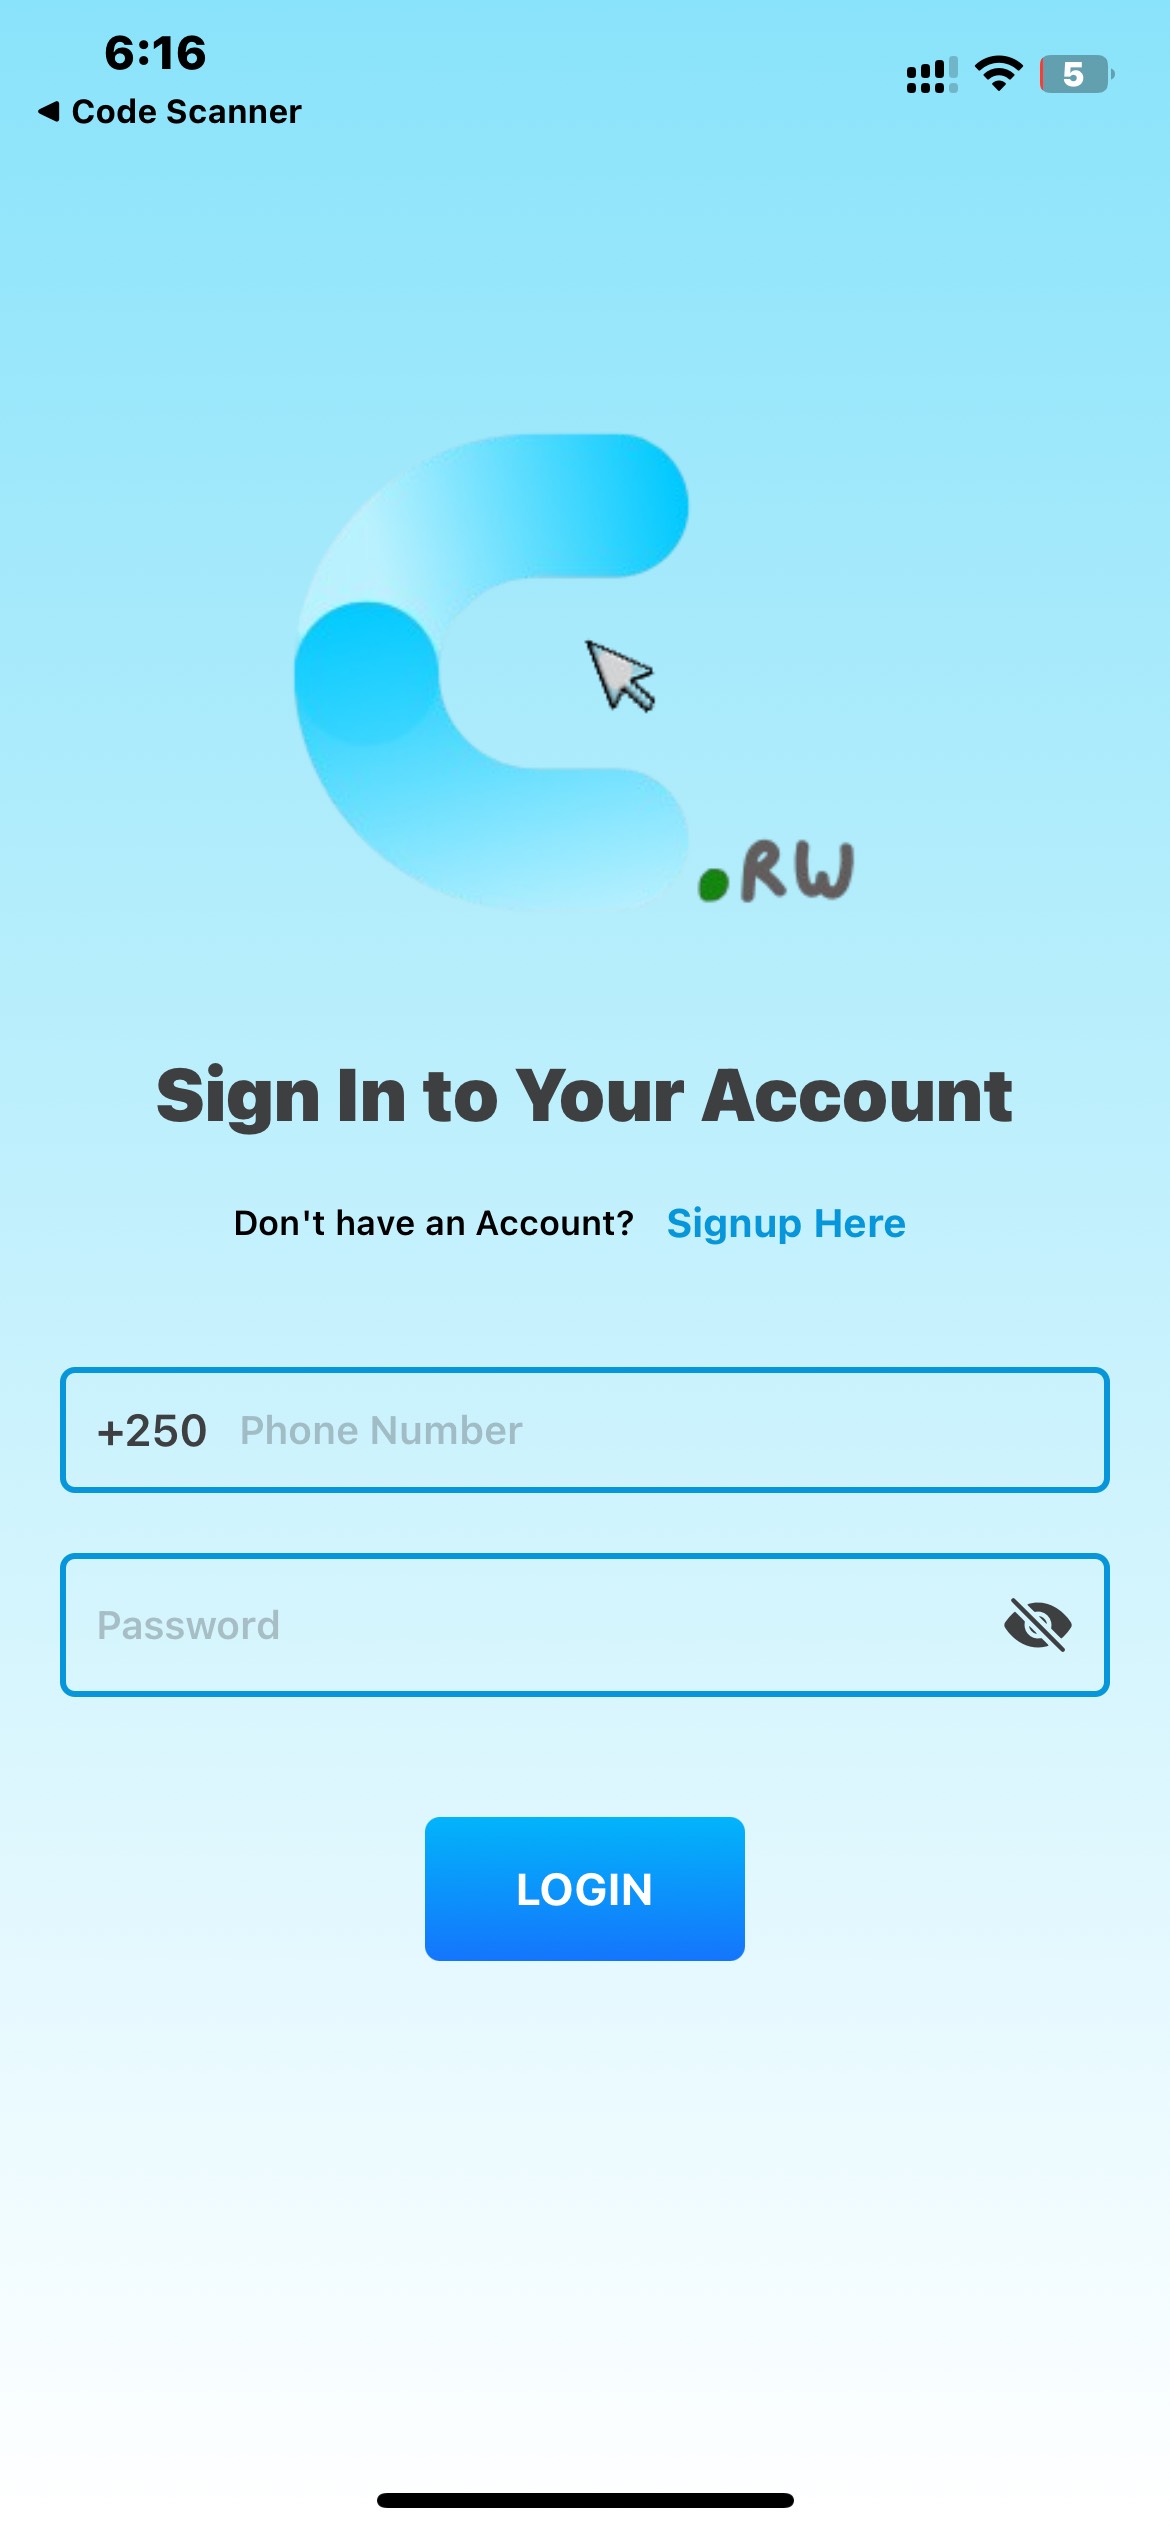 6:16
5
◀ Code Scanner
.RW
Sign In to Your Account
Don't have an Account? Signup Here
+250 Phone Number
Password
LOGIN